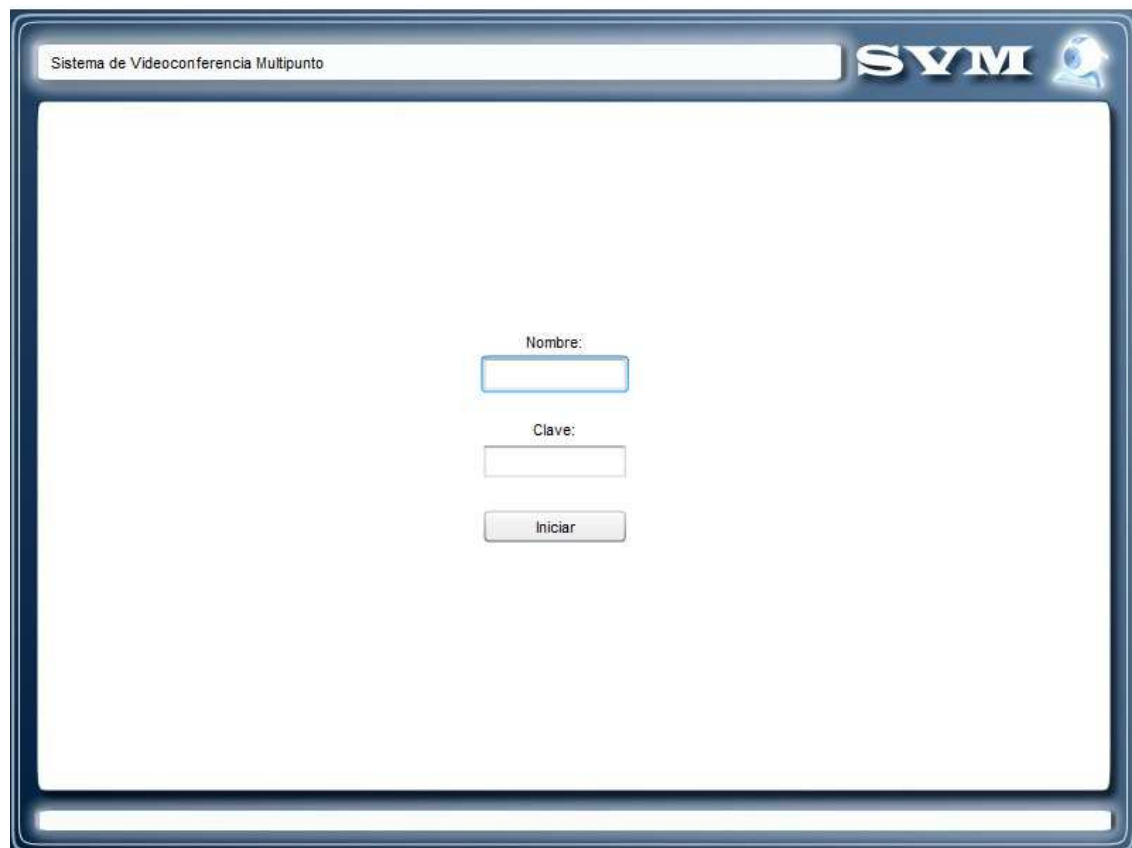 Sistema de Videoconferencia Multipunto
SVM
Nombre:
Clave:
Iniciar